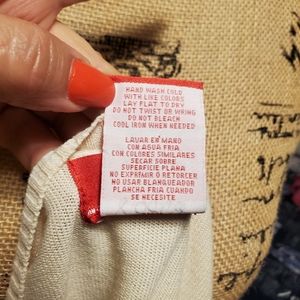 HAND WASH COLD
WITH LIKE COLORS
LAY FLAT TO DRY
DO NOT TWIST OR WRING
DO NOT BLEACH
COOL IRON WHEN NEEDED
LAVAR EN MANO
CON AGUA FRIA
CON COLORES SIMILARES
SECAR SOBRE
SUPERFICIE PLANA
NO EXPRIMIR O RETORCER
NO USAR BLANQUEADOR
PLANCHA FRIA CUANDO
SE NECESITE